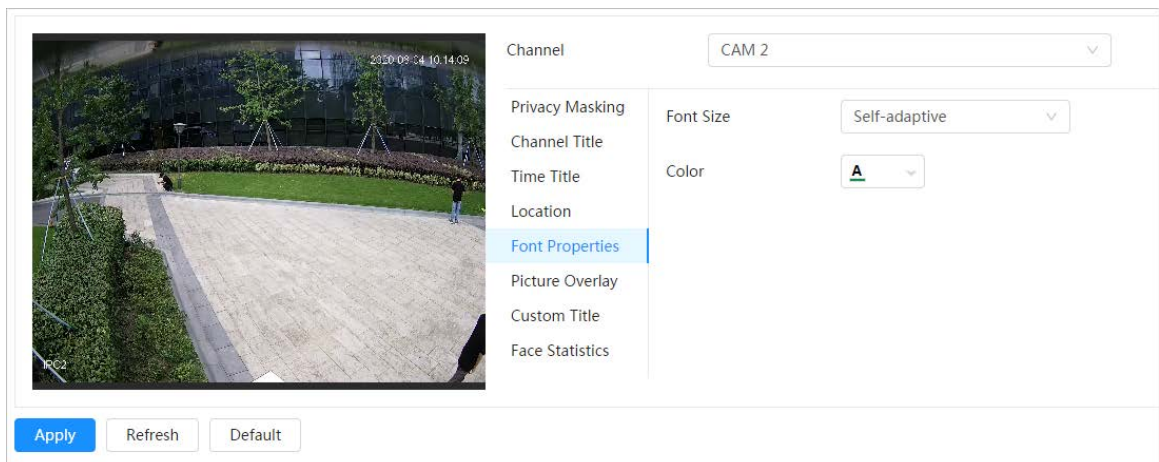 2020-09-04 10:14:09
IPC2
Channel
CAM 2
Privacy Masking
Channel Title
Time Title
Location
Font Properties
Picture Overlay
Custom Title
Face Statistics
Font Size
Self-adaptive
Color
A
Apply
Refresh
Default